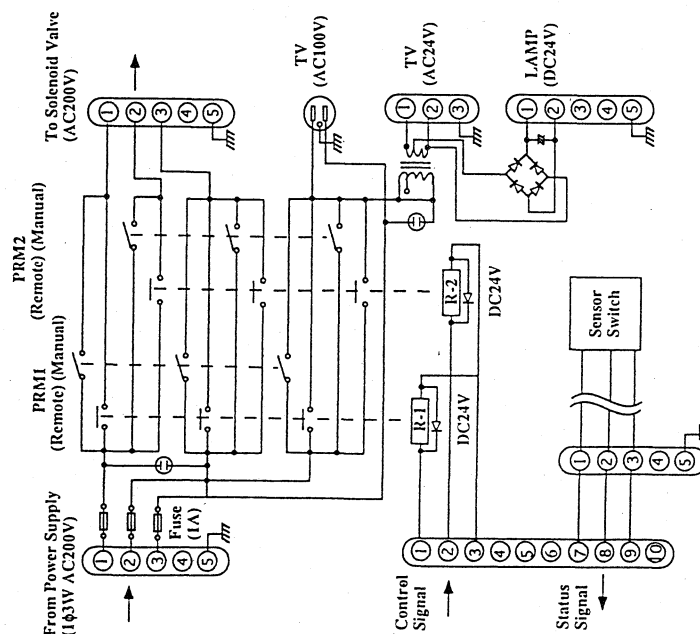 To Solenoid Valve
(AC200V)
1
2
3
4
5
TV
(AC100V)
TV
(AC24V)
1
2
3
LAMP
(DC24V)
1
2
3
4
5
PRM2
(Remote) (Manual)
PRM1
(Remote) (Manual)
R-1
DC24V
R-2
DC24V
Sensor
Switch
1
2
3
4
5
From Power Supply
(1φ3W AC200V)
1
2
3
4
5
Fuse
(1A)
Control
Signal
Status
Signal
1
2
3
4
5
6
7
8
9
10